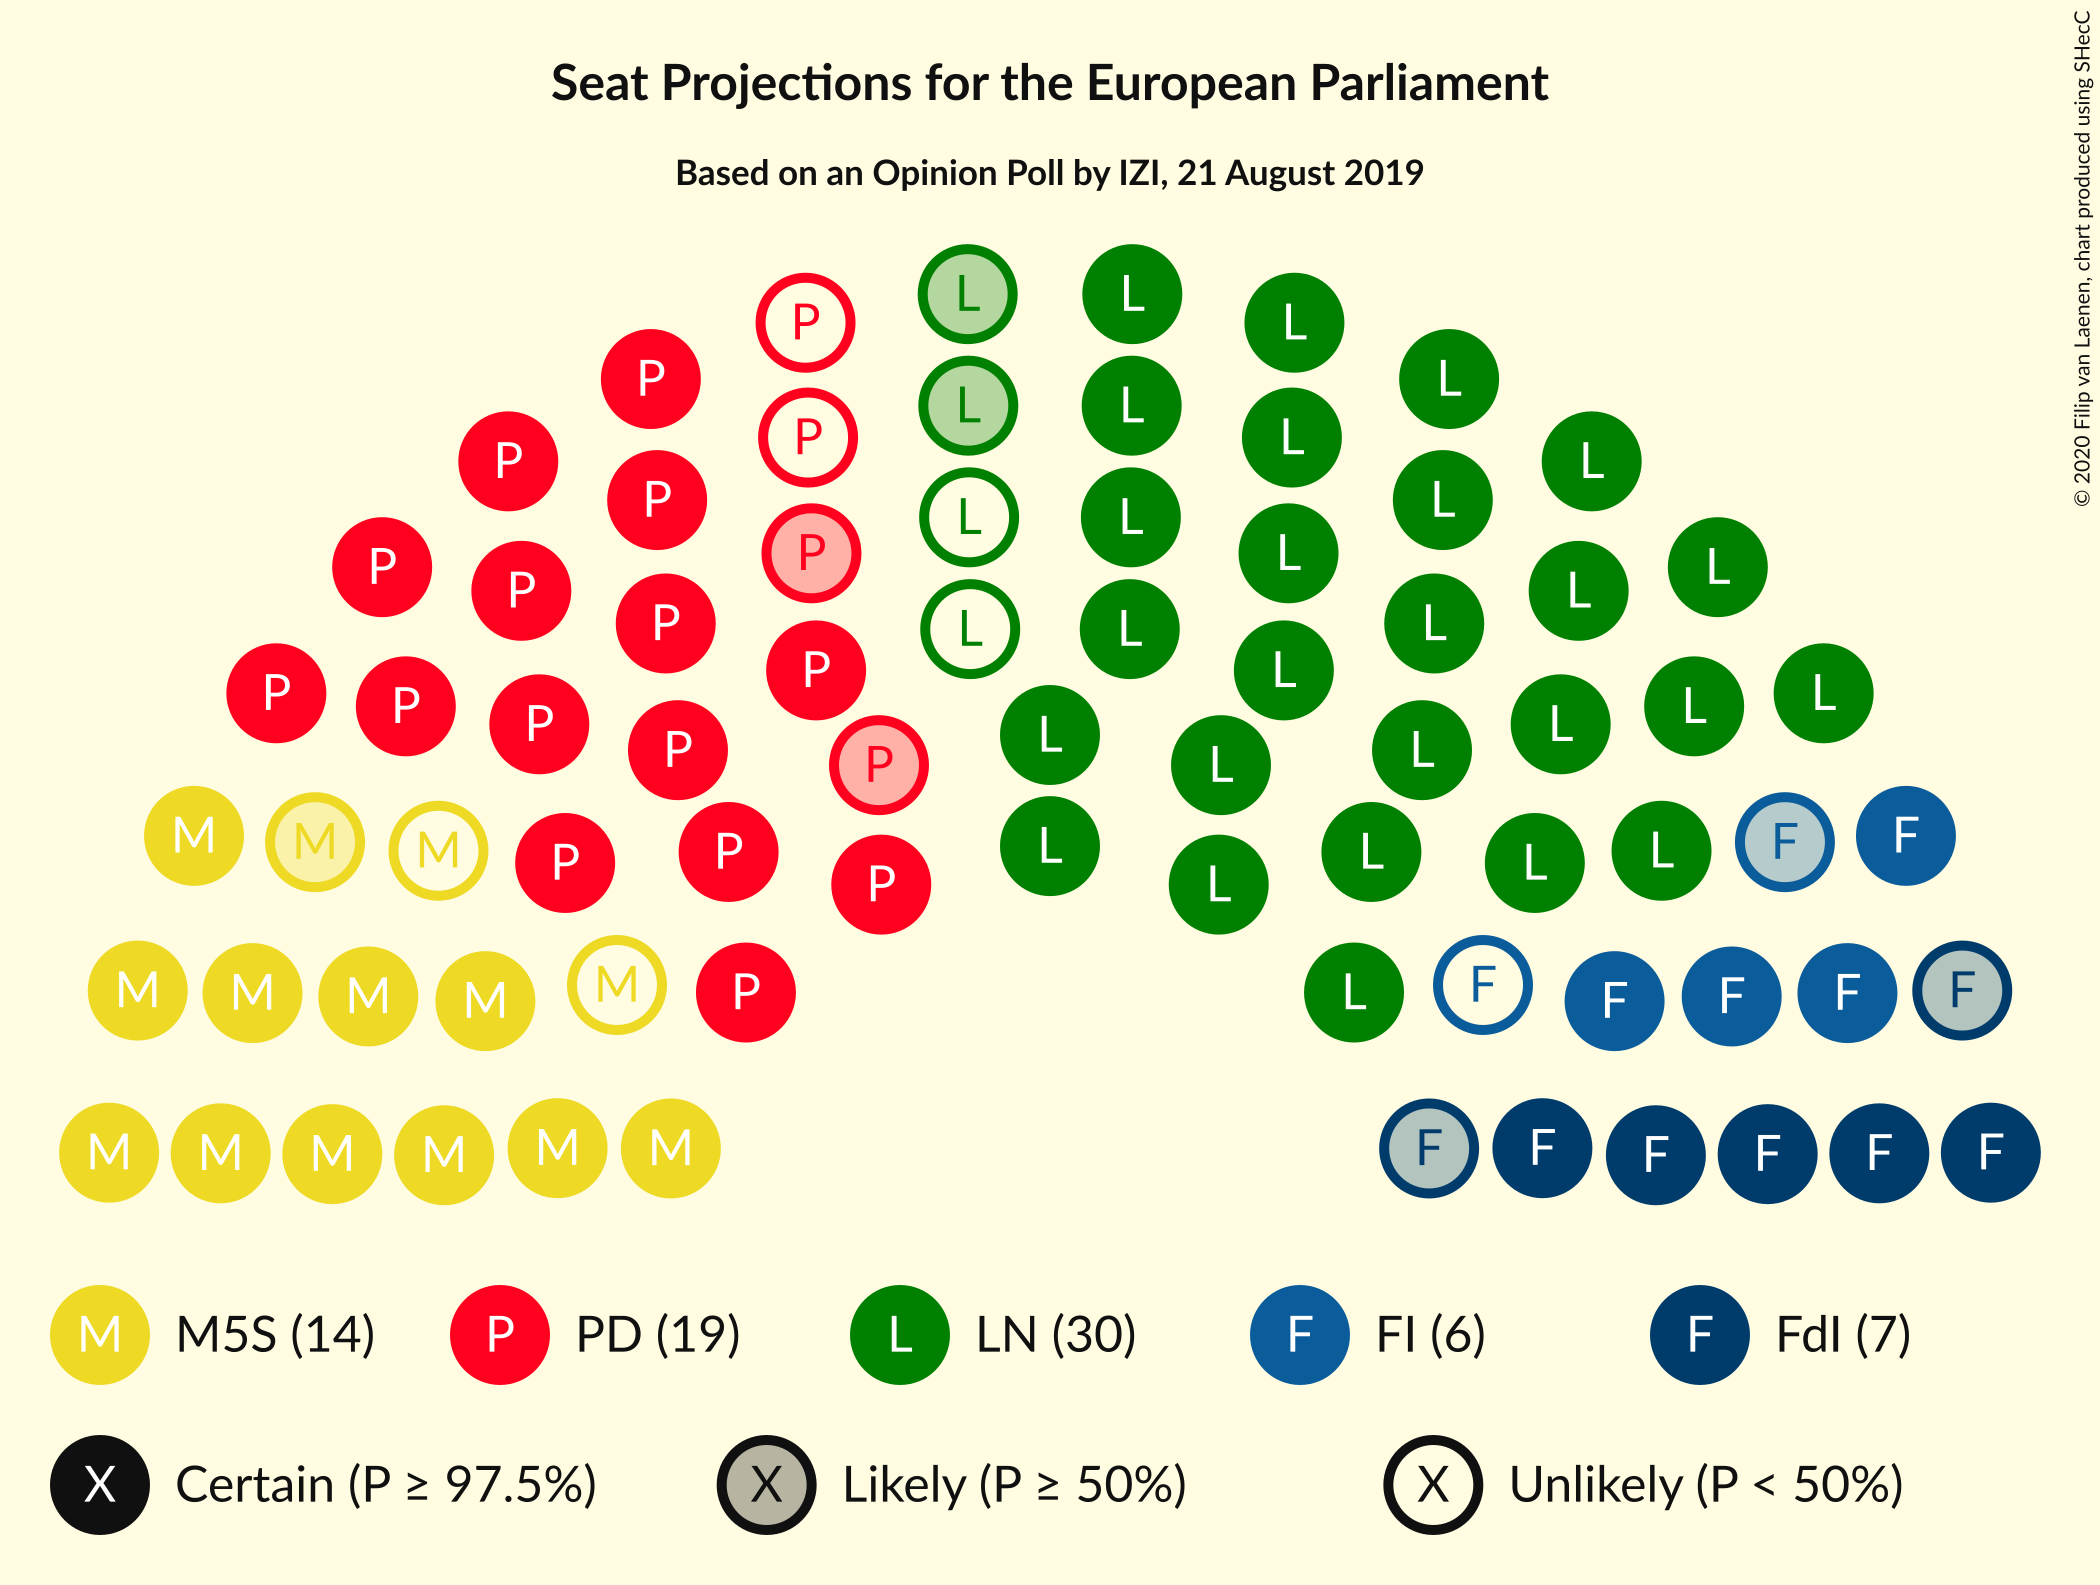 Seat Projections for the European Parliament
Based on an Opinion Poll by IZI, 21 August 2019
© 2020 Filip van Laenen, chart produced using SHecC
P L L L
P L L L
P P L L
P L L L
P P P L L L
P L L L
P P P P L L L L
P P L L L
M M M P P P L L L L L F F
M M M M M P L F F F F F
M M M M M M F F F F F F
M M5S (14) P PD (19) L LN (30) F FI (6) F FdI (7)
X Certain (P ≥ 97.5%) X Likely (P ≥ 50%) X Unlikely (P < 50%)